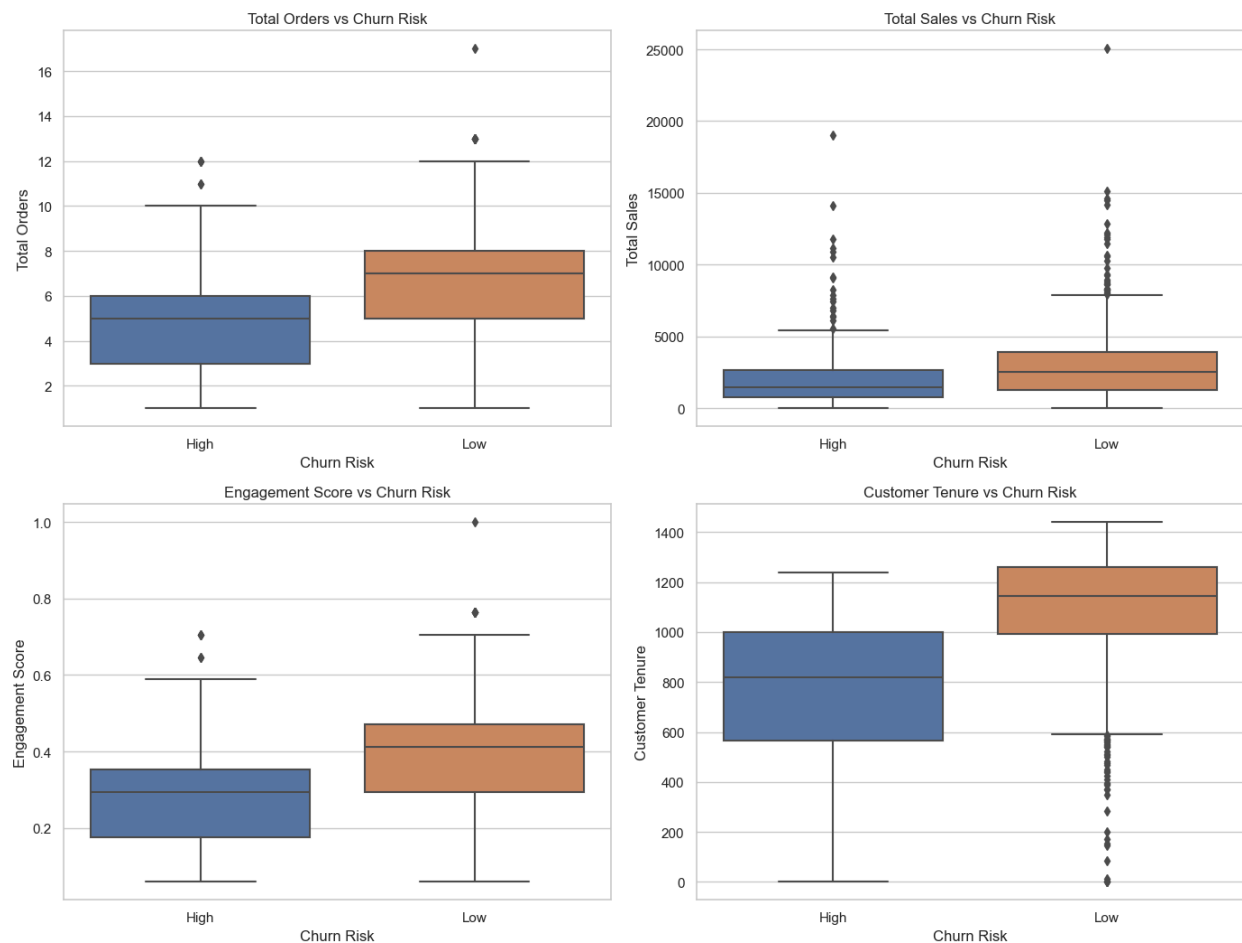 Total Orders vs Churn Risk
16
14
12
10
8
6
4
2
Total Orders
High
Low
Churn Risk
Total Sales vs Churn Risk
25000
20000
15000
10000
5000
0
Total Sales
High
Low
Churn Risk
Engagement Score vs Churn Risk
1.0
0.8
0.6
0.4
0.2
Engagement Score
High
Low
Churn Risk
Customer Tenure vs Churn Risk
1400
1200
1000
800
600
400
200
0
Customer Tenure
High
Low
Churn Risk